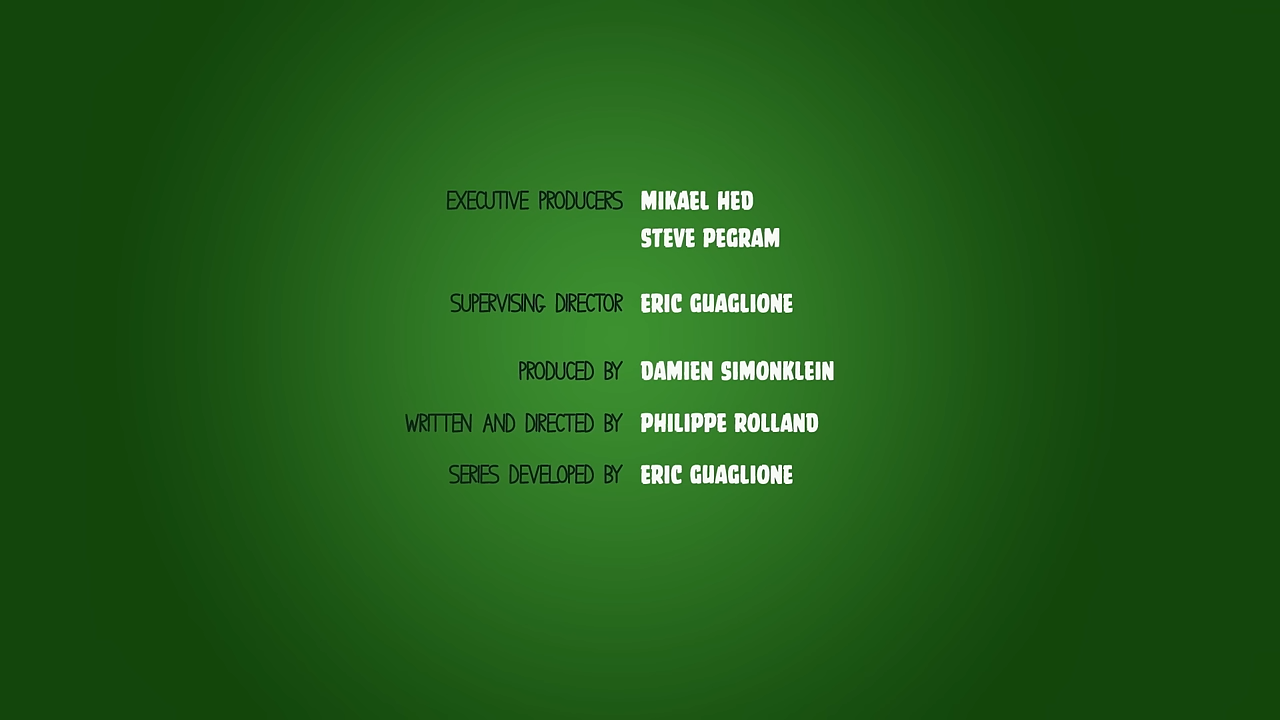 EXECUTIVE PRODUCERS MIKAEL HED
STEVE PEGRAM
SUPERVISING DIRECTOR ERIC GUAGLIONE
PRODUCED BY DAMIEN SIMONKLEIN
WRITTEN AND DIRECTED BY PHILIPPE ROLLAND
SERIES DEVELOPED BY ERIC GUAGLIONE